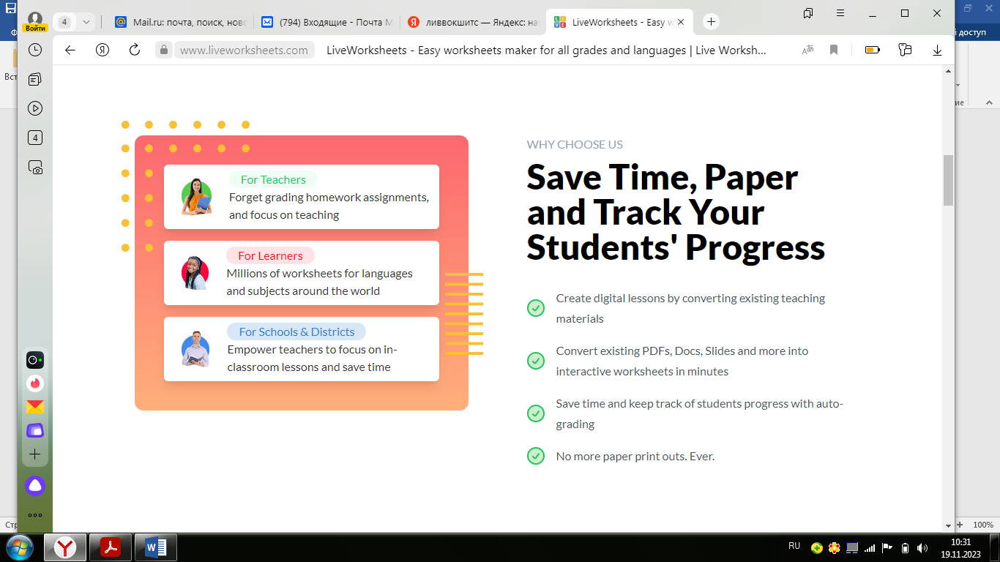 4
Mail.ru: почта, поиск, нов
(794) Входящие - Почта M
ливвокшитс — Яндекс: на
LiveWorksheets - Easy w
Войти
й доступ
www.liveworksheets.com
LiveWorksheets - Easy worksheets maker for all grades and languages | Live Worksh...
Вст
ие
4
For Teachers
Forget grading homework assignments,
and focus on teaching
For Learners
Millions of worksheets for languages
and subjects around the world
For Schools & Districts
Empower teachers to focus on in-
classroom lessons and save time
WHY CHOOSE US
Save Time, Paper
and Track Your
Students' Progress
Create digital lessons by converting existing teaching
materials
Convert existing PDFs, Docs, Slides and more into
interactive worksheets in minutes
Save time and keep track of students progress with auto-
grading
No more paper print outs. Ever.
Стр
100%
RU
10:31
19.11.2023